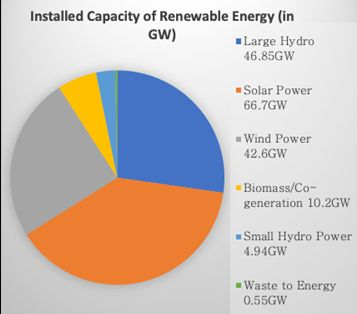 Installed Capacity of Renewable Energy (in
GW)
Large Hydro
46.85GW
Solar Power
66.7GW
Wind Power
42.6GW
Biomass/Co-
generation 10.2GW
Small Hydro Power
4.94GW
Waste to Energy
0.55GW